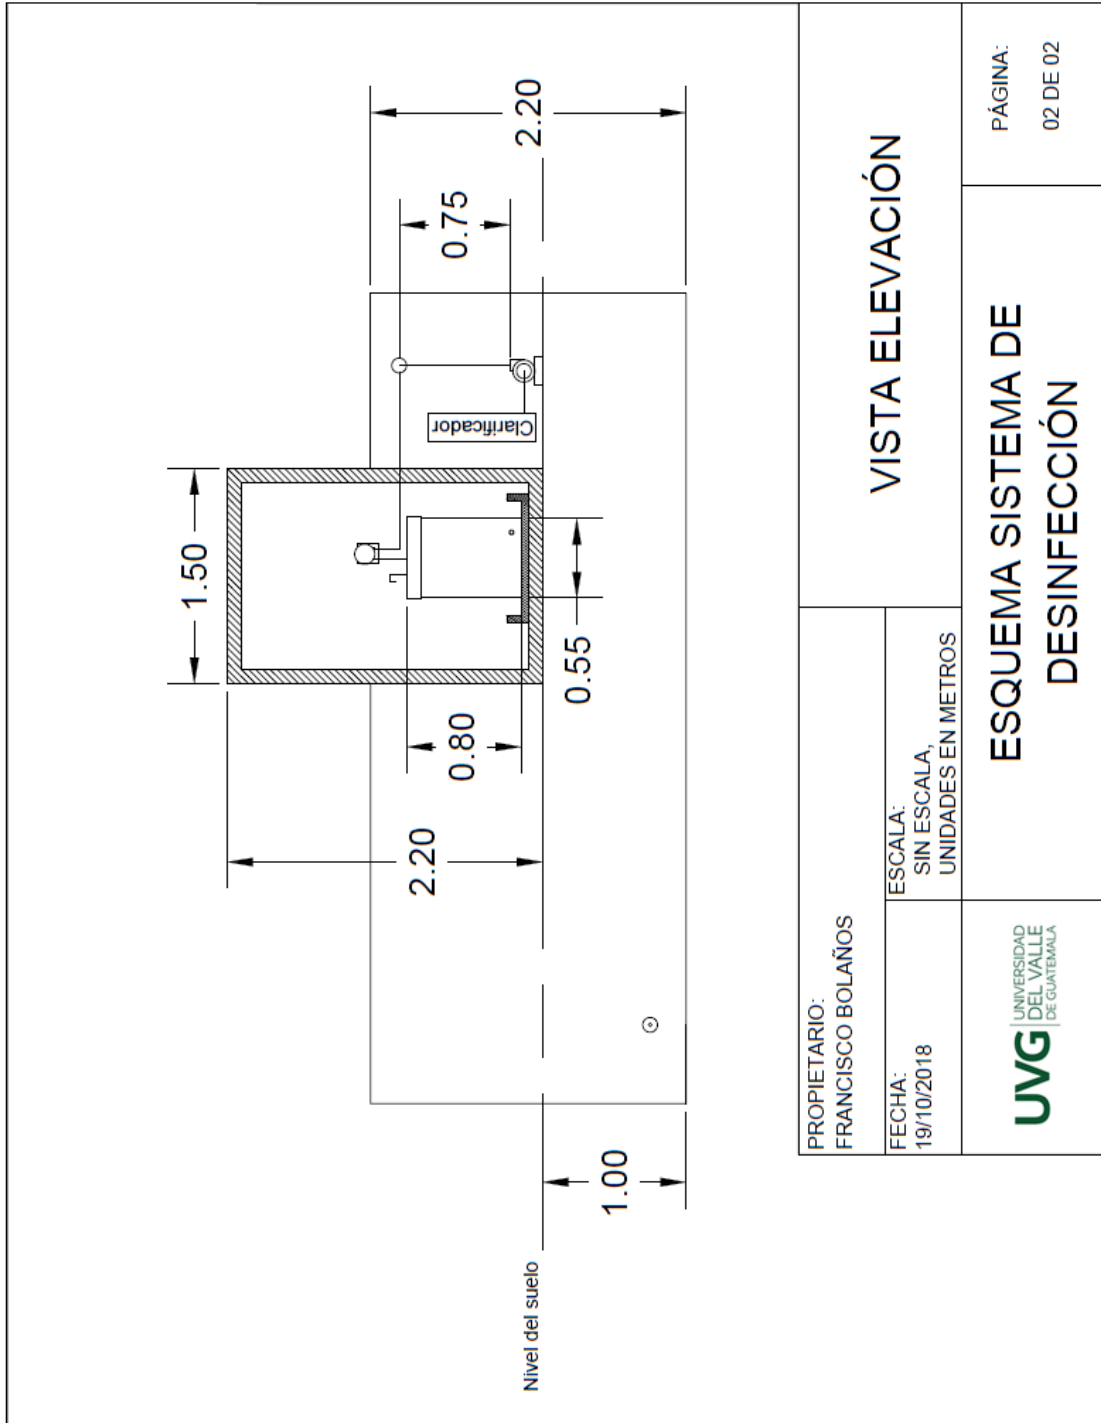 1.50
2.20
0.80
0.55
0.75
2.20
1.00
Clarificador
Nivel del suelo
PROPIETARIO:
FRANCISCO BOLAÑOS
FECHA:
19/10/2018
ESCALA:
SIN ESCALA,
UNIDADES EN METROS
VISTA ELEVACIÓN
UVG
UNIVERSIDAD
DEL VALLE
DE GUATEMALA
ESQUEMA SISTEMA DE
DESINFECCIÓN
PÁGINA:
02 DE 02